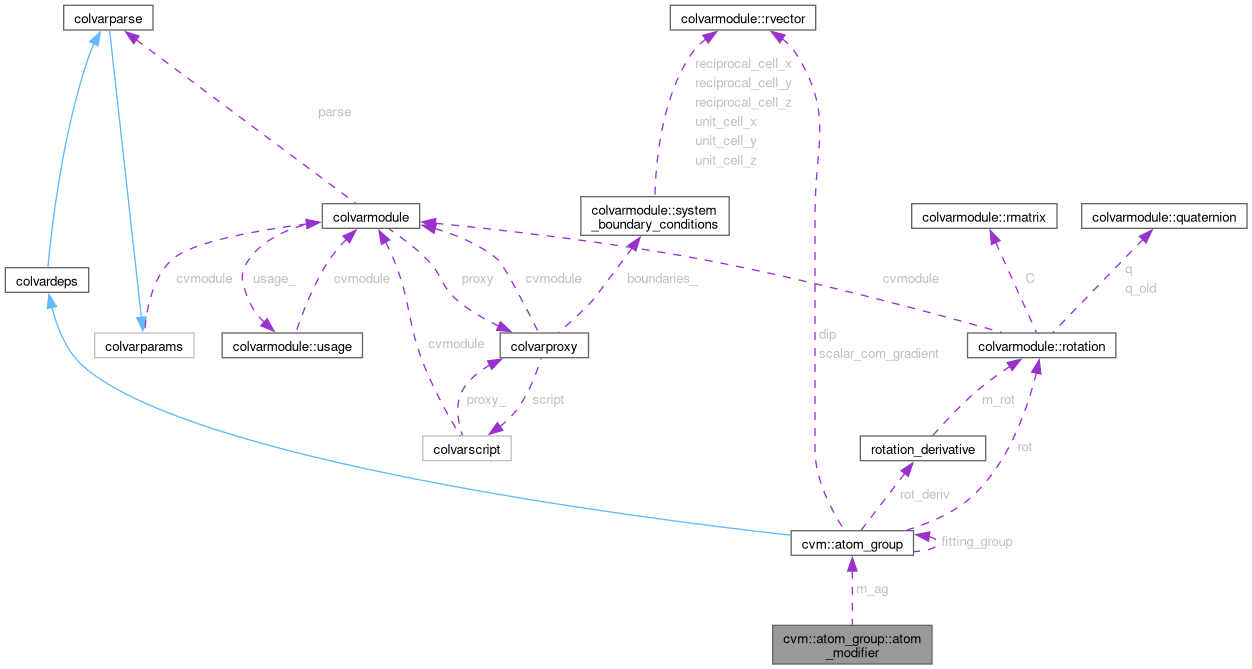 colvarparse
colvarmodule::rvector
reciprocal_cell_x
reciprocal_cell_y
reciprocal_cell_z
unit_cell_x
unit_cell_y
unit_cell_z
parse
colvarmodule
colvarmodule::system
_boundary_conditions
colvarmodule::rmatrix
colvarmodule::quaternion
colvardeps
cvmodule
usage_
cvmodule
proxy
cvmodule
boundaries_
cvmodule
C
q
q_old
colvarparams
colvarmodule::usage
cvmodule
colvarproxy
dip
scalar_com_gradient
colvarmodule::rotation
proxy_
script
m_rot
colvarscript
rotation_derivative
rot
rot_deriv
cvm::atom_group
fitting_group
m_ag
cvm::atom_group::atom
_modifier